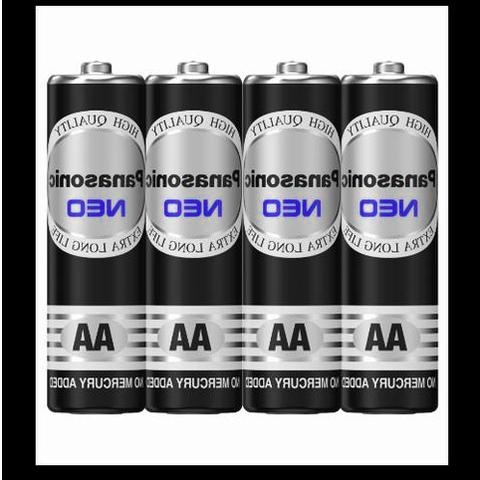 HIGH QUALITY
Panasonic
NEO
EXTRA LONG LIFE
AA
NO MERCURY ADDED
HIGH QUALITY
Panasonic
NEO
EXTRA LONG LIFE
AA
NO MERCURY ADDED
HIGH QUALITY
Panasonic
NEO
EXTRA LONG LIFE
AA
NO MERCURY ADDED
HIGH QUALITY
Panasonic
NEO
EXTRA LONG LIFE
AA
NO MERCURY ADDED